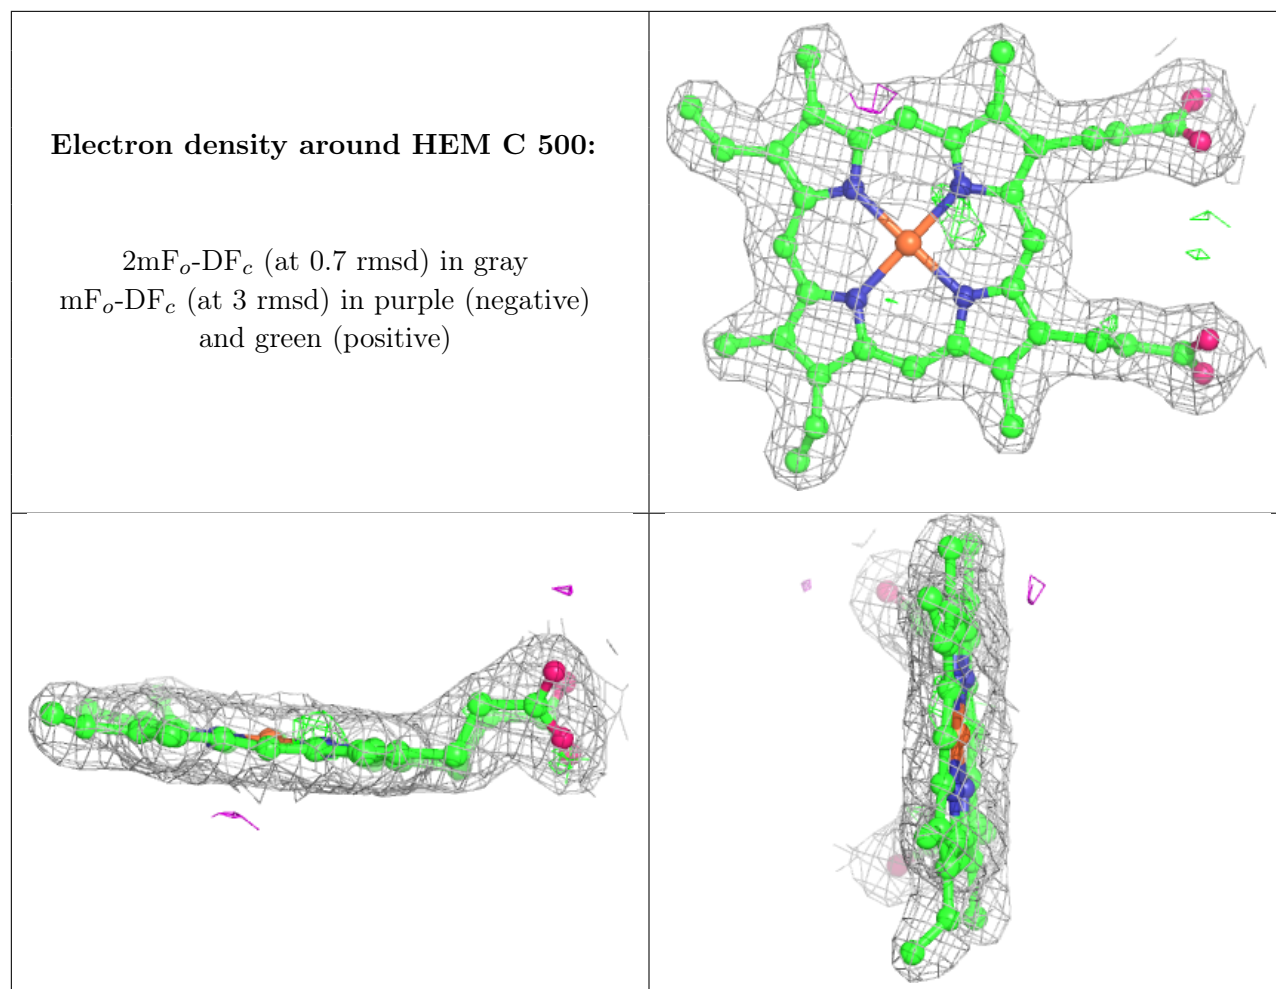 Electron density around HEM C 500:
2mFo-DFc (at 0.7 rmsd) in gray
mFo-DFc (at 3 rmsd) in purple (negative)
and green (positive)